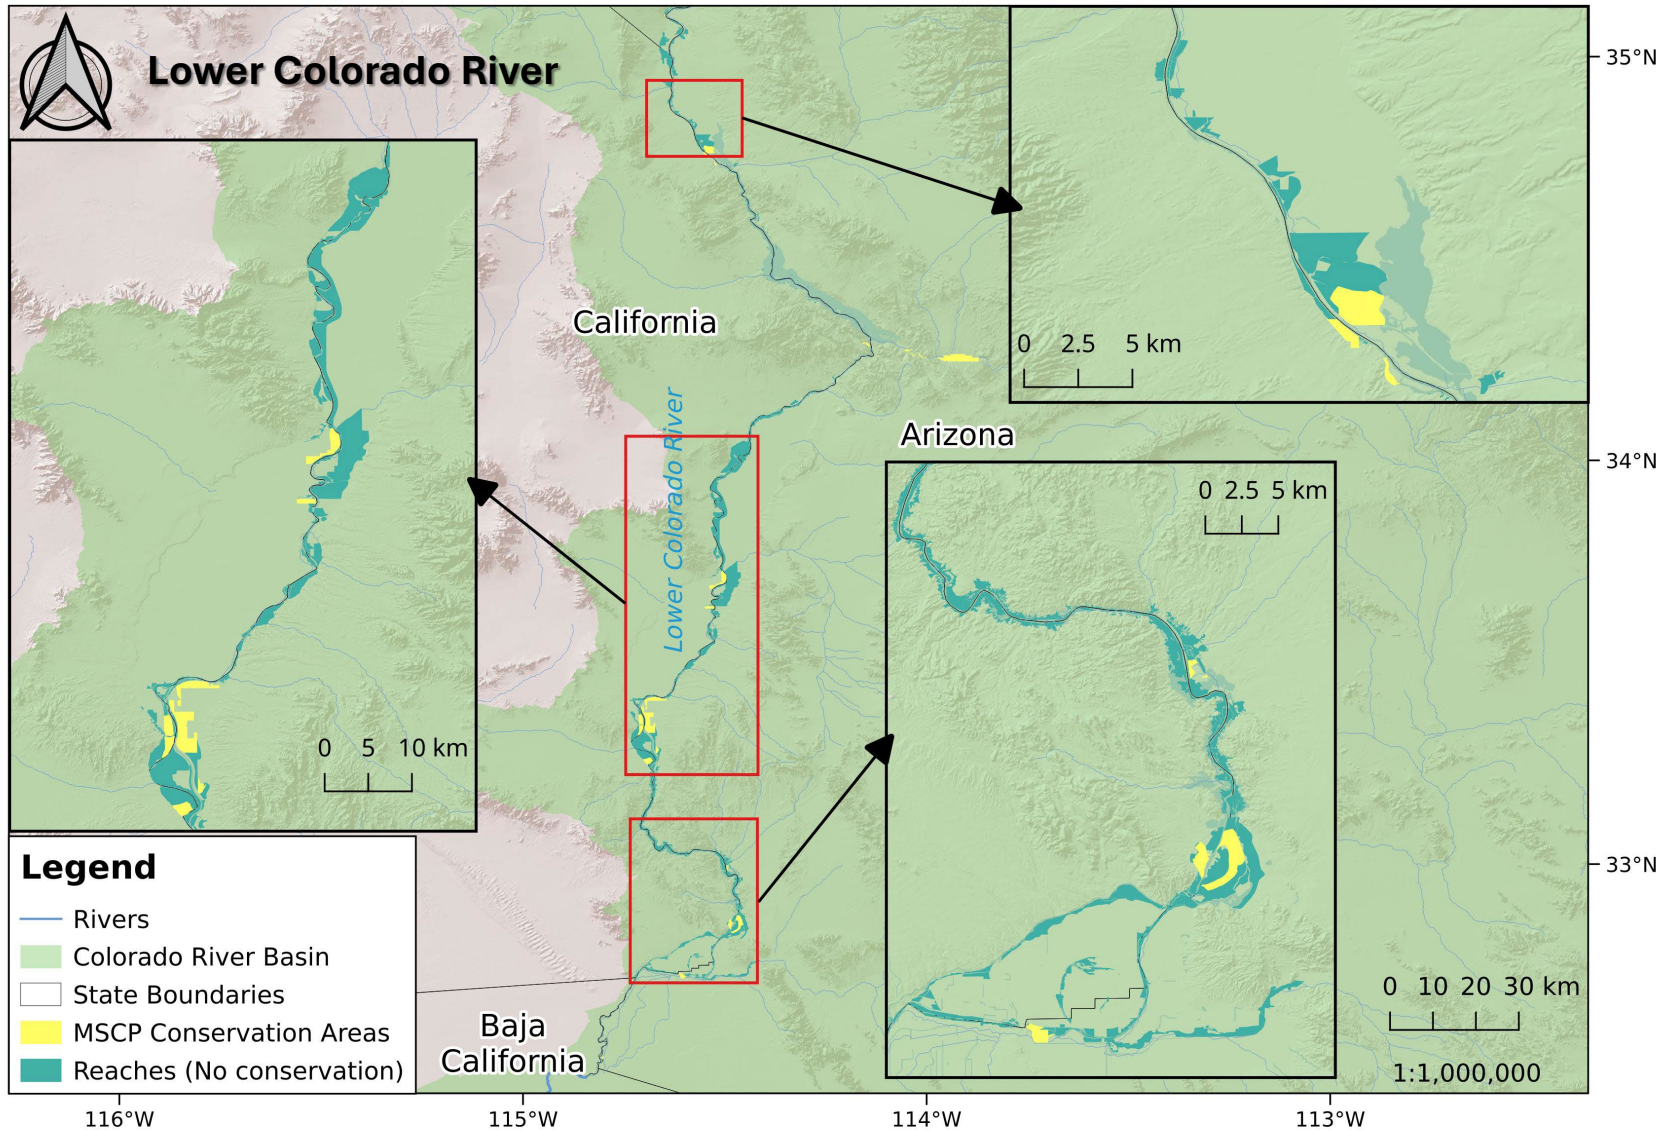 Lower Colorado River
35°N
California
0 2.5 5 km
Lower Colorado River
Arizona
34°N
0 2.5 5 km
0 5 10 km
33°N
Legend
Rivers
Colorado River Basin
State Boundaries
MSCP Conservation Areas
Reaches (No conservation)
Baja
California
0 10 20 30 km
1:1,000,000
116°W
115°W
114°W
113°W